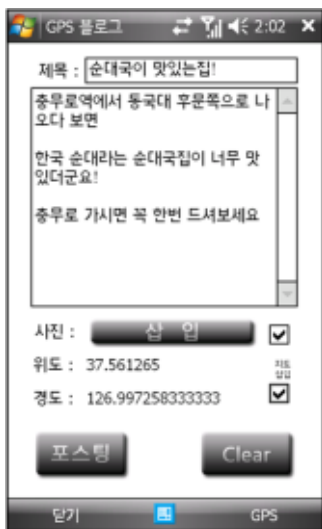 GPS 블로그 2:02
제목 : 순대국이 맛있는집!
충무로역에서 동국대 후문쪽으로 나
오다 보면
한국 순대라는 순대국집이 너무 맛
있더군요!
충무로 가시면 꼭 한번 드셔보세요
사진 : 삽 입
위도 : 37.561265
지도
삽입
경도 : 126.997258333333
포스팅 Clear
닫기 GPS